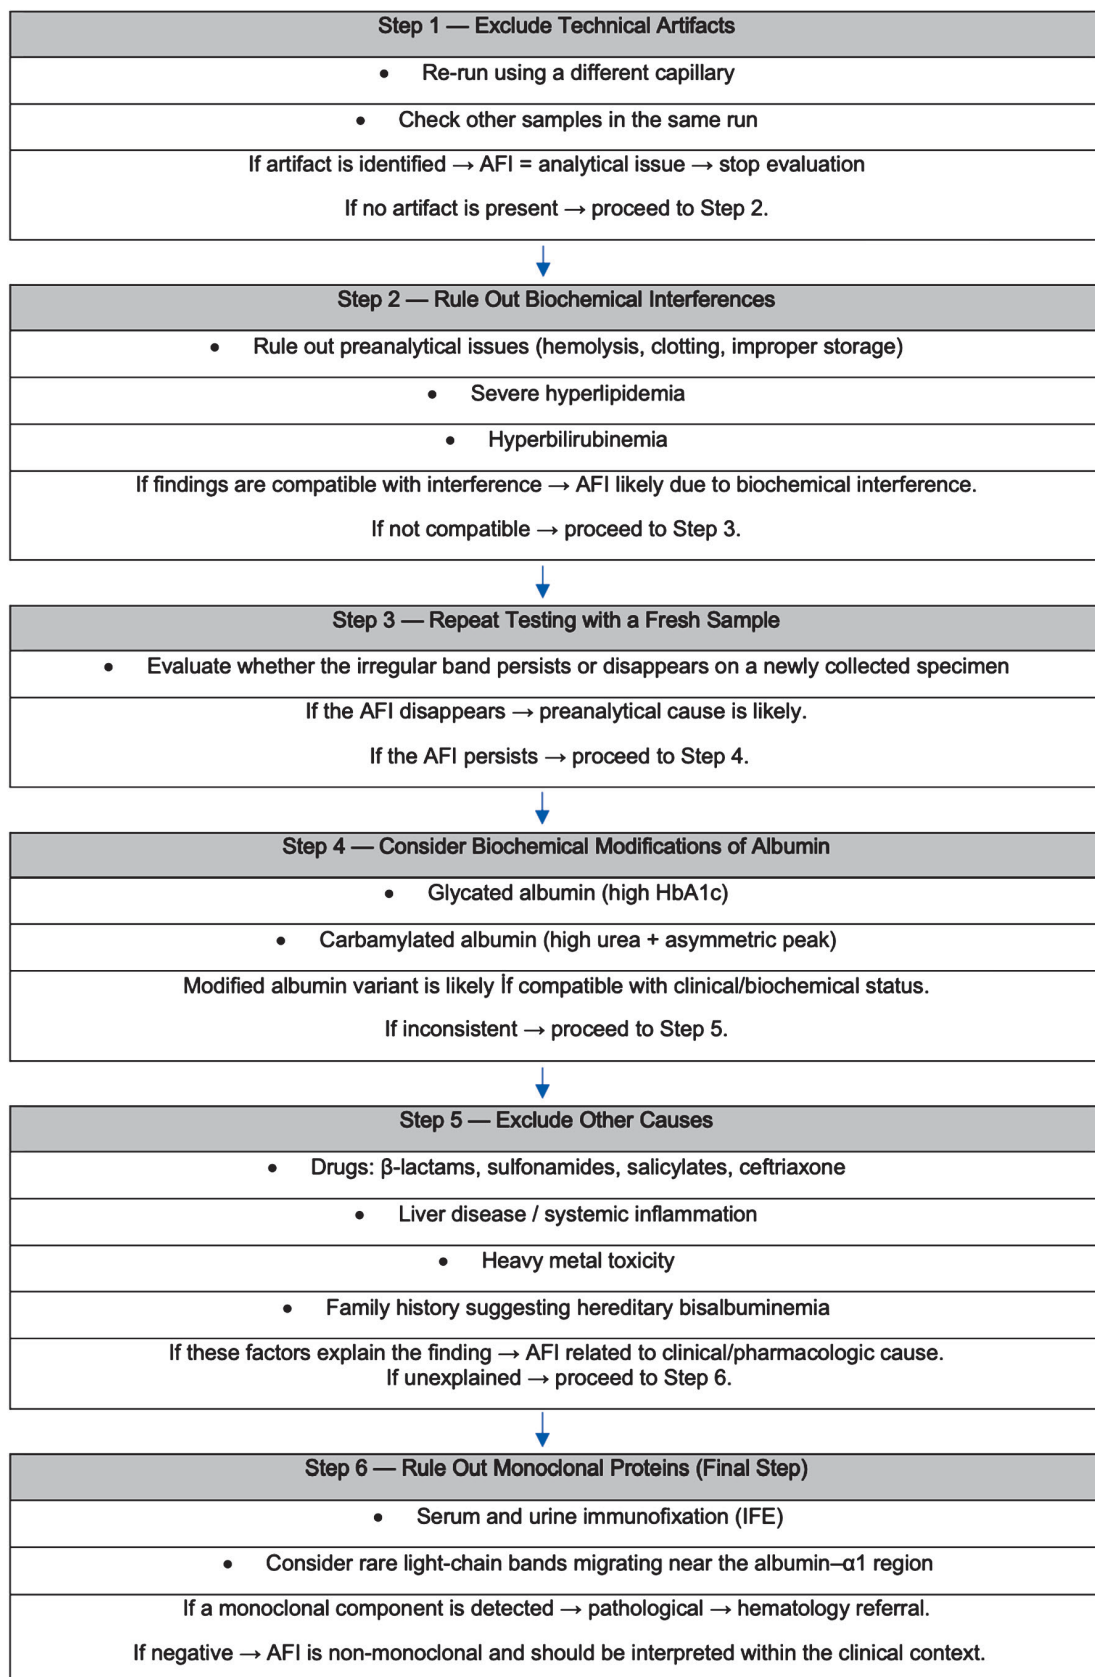 Step 1 — Exclude Technical Artifacts
• Re-run using a different capillary
• Check other samples in the same run
If artifact is identified → AFI = analytical issue → stop evaluation
If no artifact is present → proceed to Step 2.
Step 2 — Rule Out Biochemical Interferences
• Rule out preanalytical issues (hemolysis, clotting, improper storage)
• Severe hyperlipidemia
• Hyperbilirubinemia
If findings are compatible with interference → AFI likely due to biochemical interference.
If not compatible → proceed to Step 3.
Step 3 — Repeat Testing with a Fresh Sample
• Evaluate whether the irregular band persists or disappears on a newly collected specimen
If the AFI disappears → preanalytical cause is likely.
If the AFI persists → proceed to Step 4.
Step 4 — Consider Biochemical Modifications of Albumin
• Glycated albumin (high HbA1c)
• Carbamylated albumin (high urea + asymmetric peak)
Modified albumin variant is likely İf compatible with clinical/biochemical status.
If inconsistent → proceed to Step 5.
Step 5 — Exclude Other Causes
• Drugs: β-lactams, sulfonamides, salicylates, ceftriaxone
• Liver disease / systemic inflammation
• Heavy metal toxicity
• Family history suggesting hereditary bisalbuminemia
If these factors explain the finding → AFI related to clinical/pharmacologic cause.
If unexplained → proceed to Step 6.
Step 6 — Rule Out Monoclonal Proteins (Final Step)
• Serum and urine immunofixation (IFE)
• Consider rare light-chain bands migrating near the albumin–α1 region
If a monoclonal component is detected → pathological → hematology referral.
If negative → AFI is non-monoclonal and should be interpreted within the clinical context.